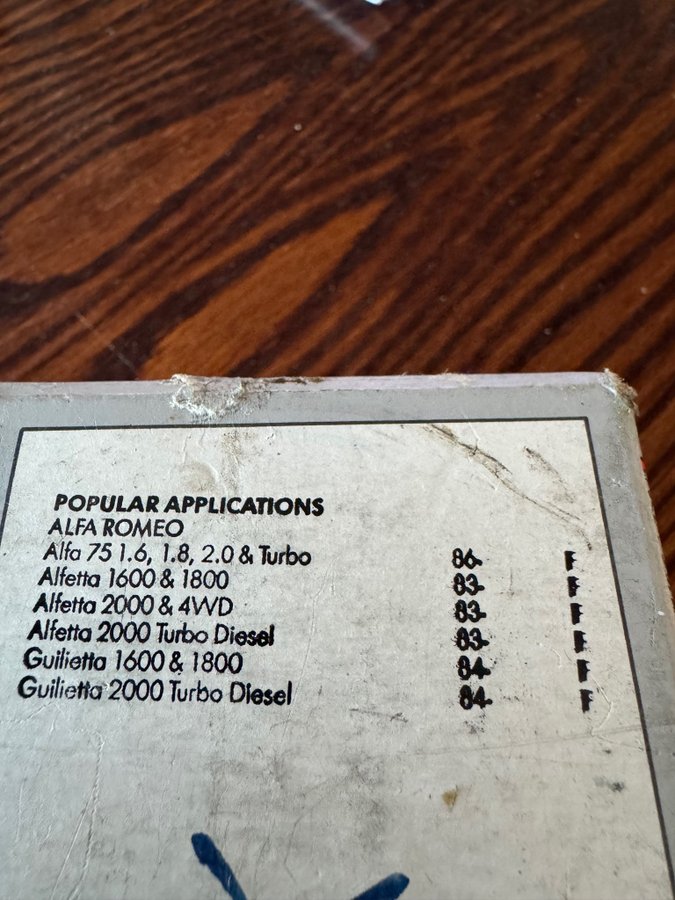 POPULAR APPLICATIONS
ALFA ROMEO
Alfa 75 1.6, 1.8, 2.0 & Turbo 86- F
Alfetta 1600 & 1800 83- F
Alfetta 2000 & 4WD 83- F
Alfetta 2000 Turbo Diesel 83- F
Guilietta 1600 & 1800 84- F
Guilietta 2000 Turbo Diesel 84- F